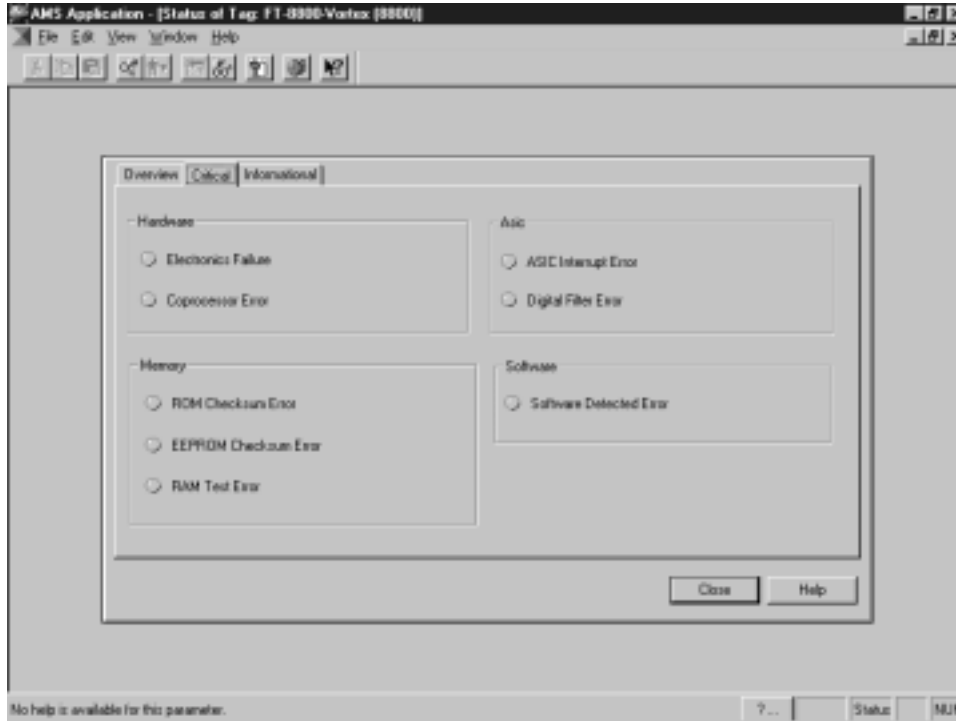 AMS Application - [Status of Tag: FT-8800-Vortex (8800)]
File Edit View Window Help
Overview Critical Informational
Hardware
Electronics Failure
Coprocessor Error
Asic
ASIC Interrupt Error
Digital Filter Error
Memory
ROM Checksum Error
EEPROM Checksum Error
RAM Test Error
Software
Software Detected Error
Close Help
No help is available for this parameter.
?... Status NU